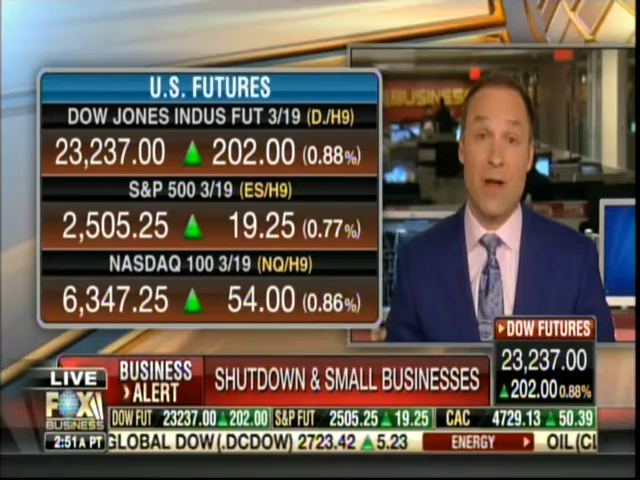 U.S. FUTURES
DOW JONES INDUS FUT 3/19 (D./H9)
23,237.00 ▲ 202.00 (0.88%)
S&P 500 3/19 (ES/H9)
2,505.25 ▲ 19.25 (0.77%)
NASDAQ 100 3/19 (NQ/H9)
6,347.25 ▲ 54.00 (0.86%)
BUSINESS
DOW FUTURES
23,237.00
▲202.00 0.88%
LIVE
FOX
BUSINESS
2:51A PT
BUSINESS
ALERT
SHUTDOWN & SMALL BUSINESSES
DOW FUT 23237.00▲202.00 S&P FUT 2505.25▲19.25 CAC 4729.13▲50.39
GLOBAL DOW(.DCDOW) 2723.42▲5.23 ENERGY OIL(CL